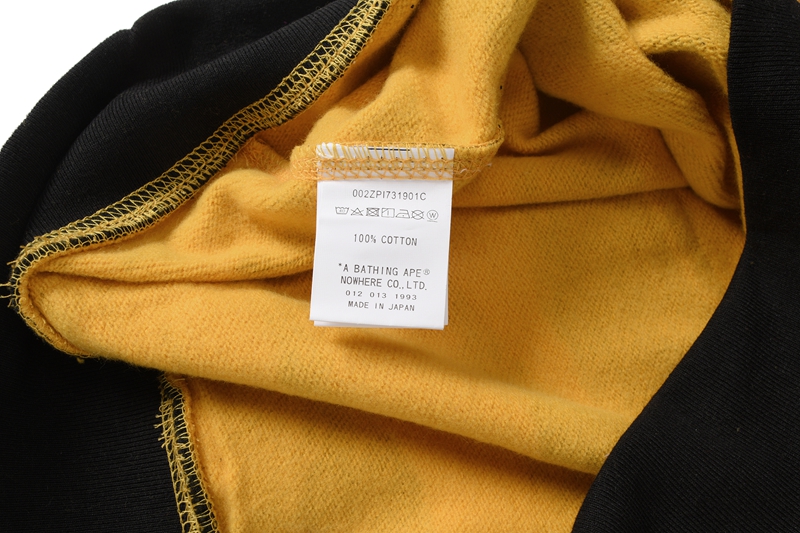 002ZPI731901C
100% COTTON
"A BATHING APE®
NOWHERE CO.,LTD.
012 013 1993
MADE IN JAPAN